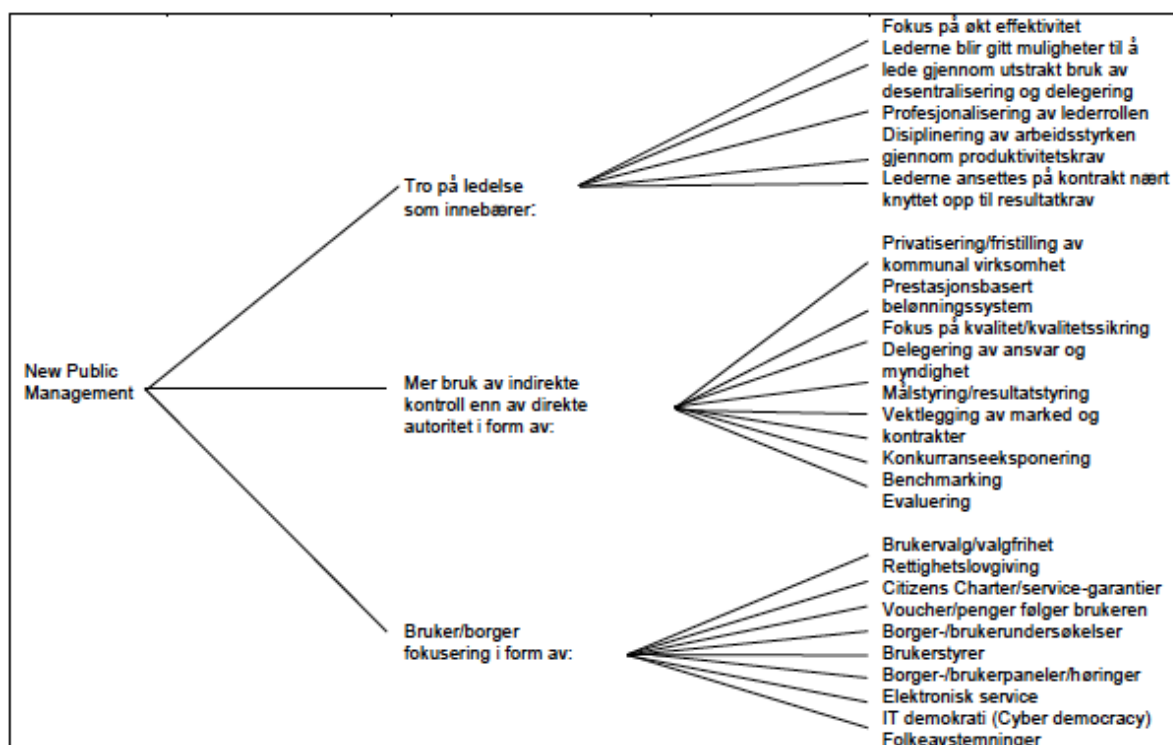 New Public
Management
Tro på ledelse
som innebærer:
Fokus på økt effektivitet
Lederne blir gitt muligheter til å
lede gjennom utstrakt bruk av
desentralisering og delegering
Profesjonalisering av lederrollen
Disiplinering av arbeidsstyrken
gjennom produktivitetskrav
Lederne ansettes på kontrakt nært
knyttet opp til resultatkrav
Mer bruk av indirekte
kontroll enn av direkte
autoritet i form av:
Privatisering/fristilling av
kommunal virksomhet
Prestasjonsbasert
belønningssystem
Fokus på kvalitet/kvalitetssikring
Delegering av ansvar og
myndighet
Målstyring/resultatstyring
Vektlegging av marked og
kontrakter
Konkurranseeksponering
Benchmarking
Evaluering
Bruker/borger
fokusering i form av:
Brukervalg/valgfrihet
Rettighetslovgiving
Citizens Charter/service-garantier
Voucher/penger følger brukeren
Borger-/brukerundersøkelser
Brukerstyrer
Borger-/brukerpaneler/høringer
Elektronisk service
IT demokrati (Cyber democracy)
Folkeavstemninger